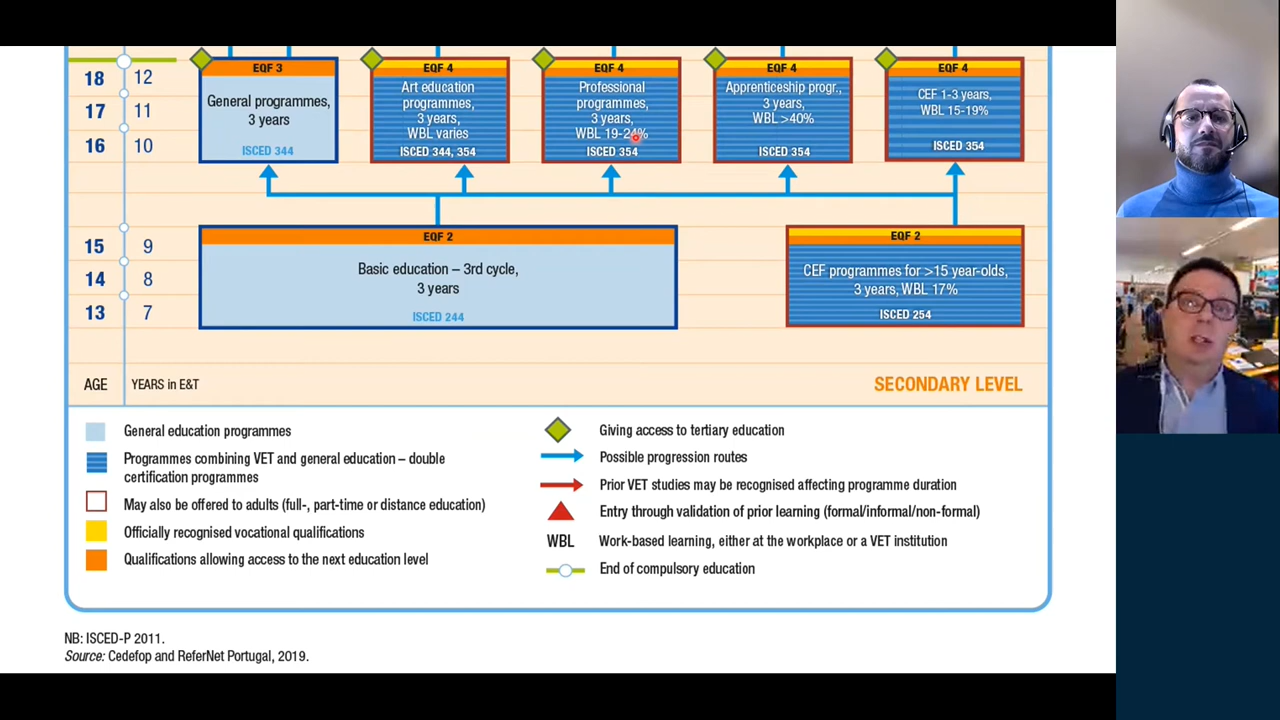 18 12
17 11
16 10
EQF 3
General programmes,
3 years
ISCED 344
EQF 4
Art education
programmes,
3 years,
WBL varies
ISCED 344, 354
EQF 4
Professional
programmes,
3 years,
WBL 19-24%
ISCED 354
EQF 4
Apprenticeship progr.,
3 years,
WBL >40%
ISCED 354
EQF 4
CEF 1-3 years,
WBL 15-19%
ISCED 354
15 9
14 8
13 7
EQF 2
Basic education – 3rd cycle,
3 years
ISCED 244
EQF 2
CEF programmes for >15 year-olds,
3 years, WBL 17%
ISCED 254
AGE YEARS in E&T
SECONDARY LEVEL
General education programmes
Programmes combining VET and general education – double
certification programmes
May also be offered to adults (full-, part-time or distance education)
Officially recognised vocational qualifications
Qualifications allowing access to the next education level
Giving access to tertiary education
Possible progression routes
Prior VET studies may be recognised affecting programme duration
Entry through validation of prior learning (formal/informal/non-formal)
WBL Work-based learning, either at the workplace or a VET institution
End of compulsory education
NB: ISCED-P 2011.
Source: Cedefop and ReferNet Portugal, 2019.